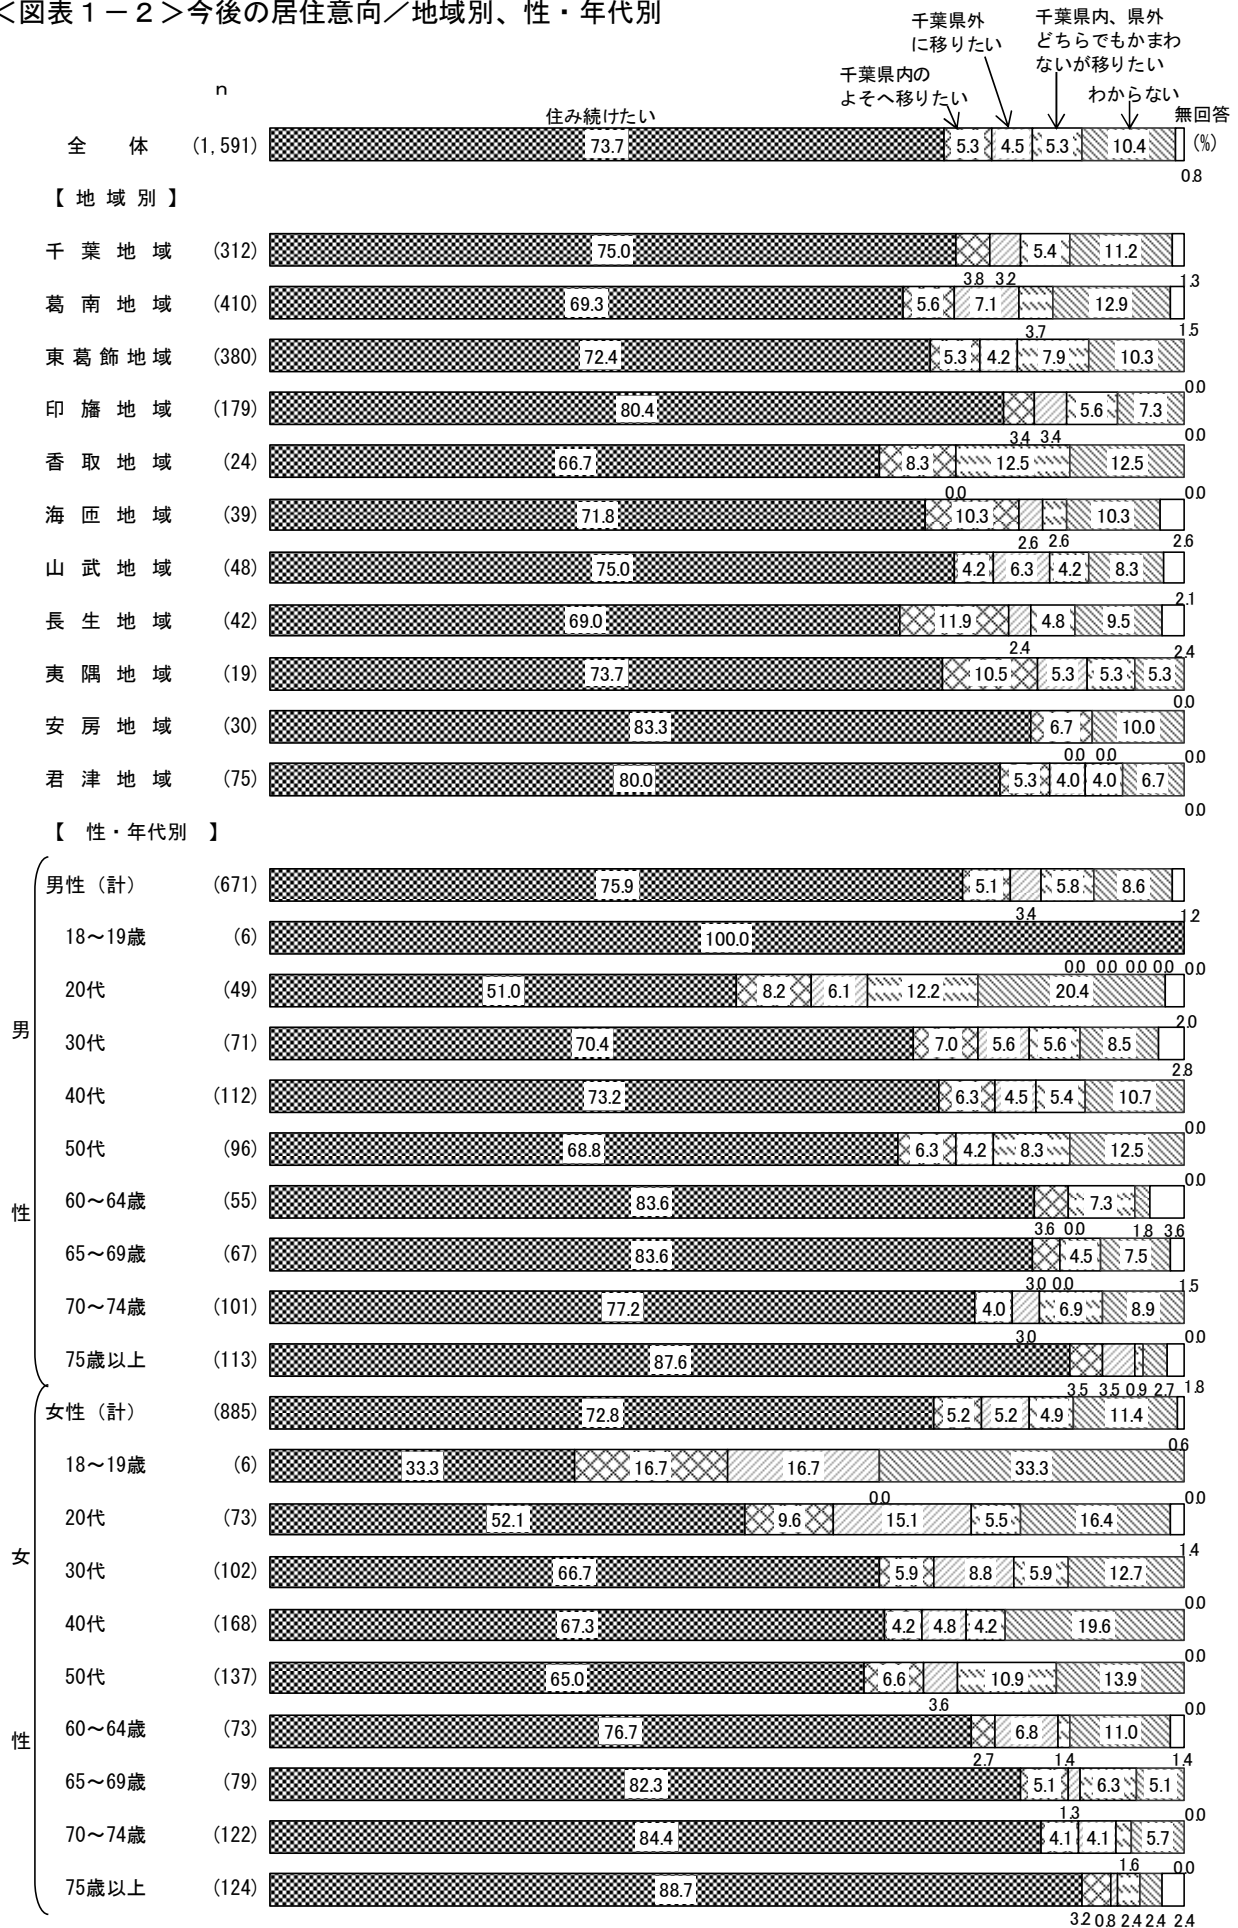 ＜図表１－２＞今後の居住意向／地域別、性・年代別
千葉県外
に移りたい
千葉県内、県外
どちらでもかまわ
ないが移りたい
千葉県内の
よそへ移りたい
わからない
n
住み続けたい
無回答
全　体 (1,591) 73.7 5.3 4.5 5.3 10.4 (%)
0.8
【 地 域 別 】
千 葉 地 域 (312) 75.0 5.4 11.2
3.8 3.2 1.3
葛 南 地 域 (410) 69.3 5.6 7.1 12.9
3.7 1.5
東 葛 飾 地 域 (380) 72.4 5.3 4.2 7.9 10.3
0.0
印 旛 地 域 (179) 80.4 5.6 7.3
3.4 3.4 0.0
香 取 地 域 (24) 66.7 8.3 12.5 12.5
0.0 0.0
海 匝 地 域 (39) 71.8 10.3 10.3
2.6 2.6 2.6
山 武 地 域 (48) 75.0 4.2 6.3 4.2 8.3
2.1
長 生 地 域 (42) 69.0 11.9 4.8 9.5
2.4 2.4
夷 隅 地 域 (19) 73.7 10.5 5.3 5.3 5.3
0.0
安 房 地 域 (30) 83.3 6.7 10.0
0.0 0.0 0.0
君 津 地 域 (75) 80.0 5.3 4.0 4.0 6.7
0.0
【 性・年代別 】
男性（計） (671) 75.9 5.1 5.8 8.6
3.4 1.2
18～19歳 (6) 100.0
0.0 0.0 0.0 0.0 0.0
20代 (49) 51.0 8.2 6.1 12.2 20.4
男
2.0
30代 (71) 70.4 7.0 5.6 5.6 8.5
2.8
40代 (112) 73.2 6.3 4.5 5.4 10.7
0.0
50代 (96) 68.8 6.3 4.2 8.3 12.5
0.0
60～64歳 (55) 83.6 7.3
性
3.6 0.0 1.8 3.6
65～69歳 (67) 83.6 4.5 7.5
3.0 0.0 1.5
70～74歳 (101) 77.2 4.0 6.9 8.9
3.0 0.0
75歳以上 (113) 87.6
3.5 3.5 0.9 2.7 1.8
女性（計） (885) 72.8 5.2 5.2 4.9 11.4
0.6
18～19歳 (6) 33.3 16.7 16.7 33.3
0.0 0.0
20代 (73) 52.1 9.6 15.1 5.5 16.4
1.4
女
30代 (102) 66.7 5.9 8.8 5.9 12.7
0.0
40代 (168) 67.3 4.2 4.8 4.2 19.6
0.0
50代 (137) 65.0 6.6 10.9 13.9
3.6 0.0
60～64歳 (73) 76.7 6.8 11.0
性
2.7 1.4 1.4
65～69歳 (79) 82.3 5.1 6.3 5.1
1.3 0.0
70～74歳 (122) 84.4 4.1 4.1 5.7
1.6 0.0
75歳以上 (124) 88.7
3.2 0.8 2.4 2.4 2.4